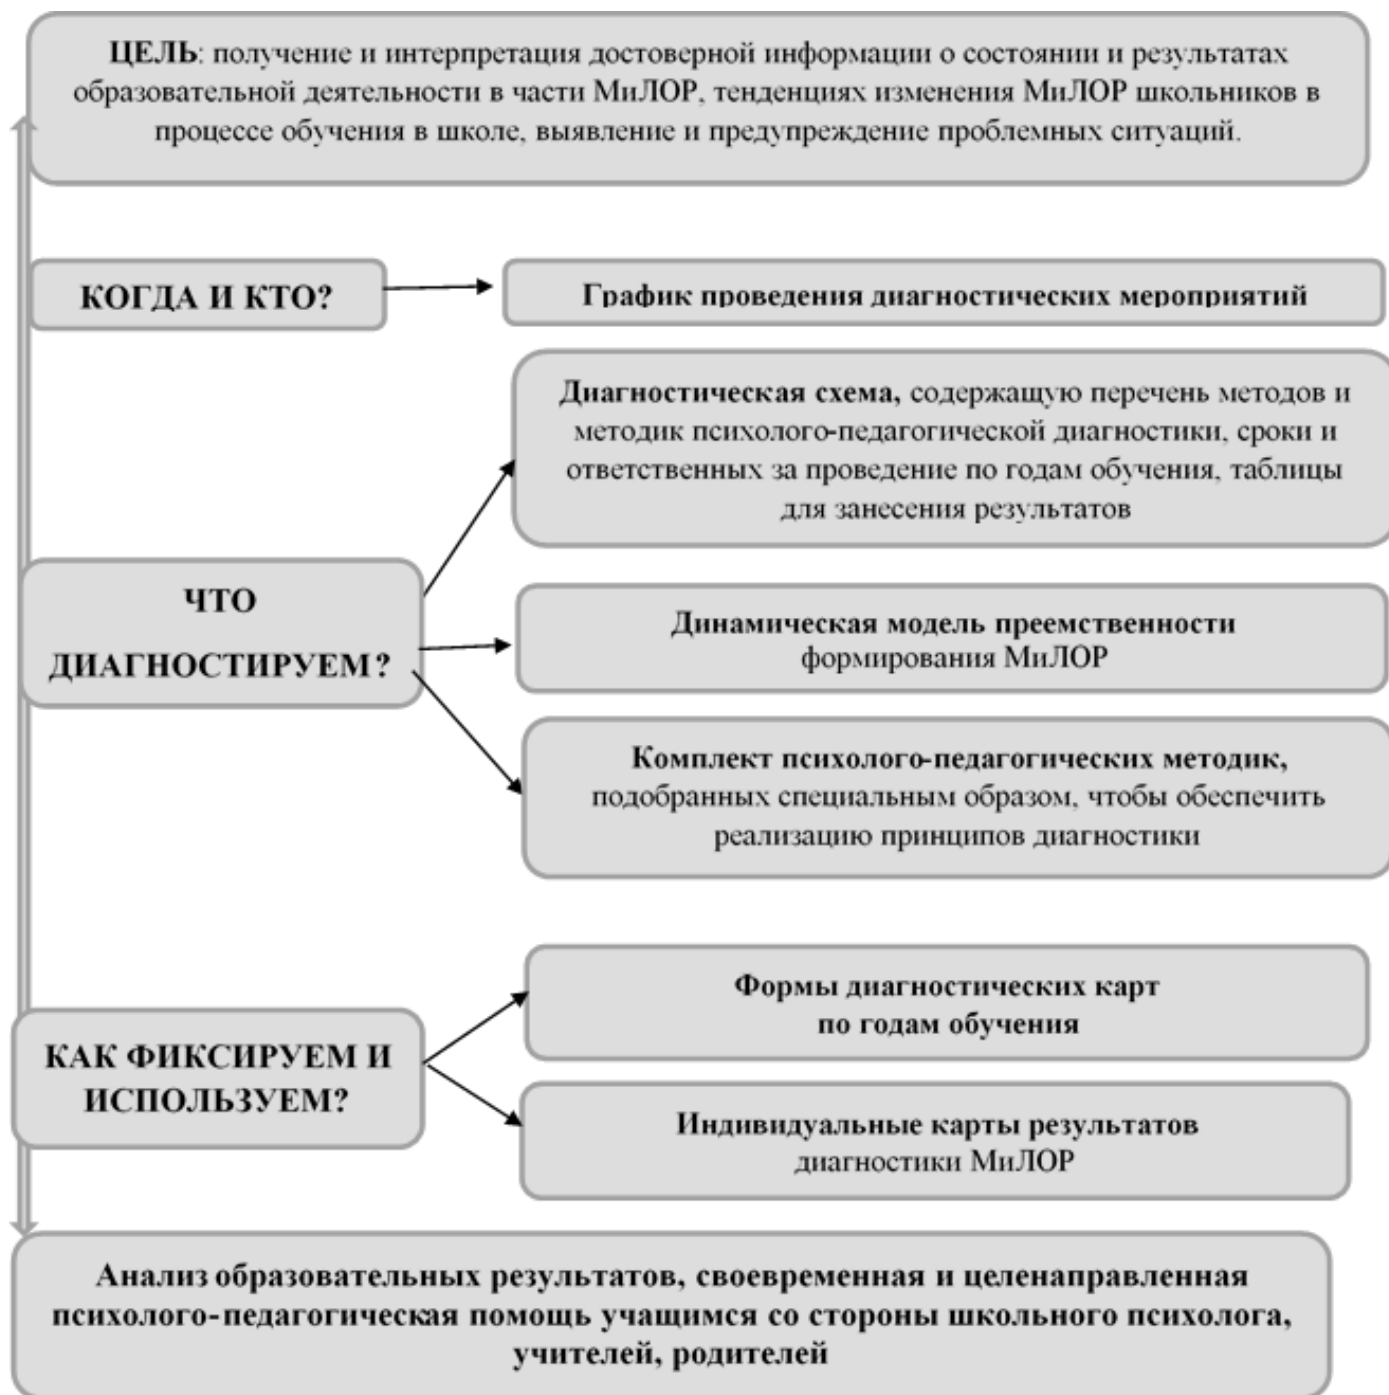 ЦЕЛЬ: получение и интерпретация достоверной информации о состоянии и результатах
образовательной деятельности в части МиЛОР, тенденциях изменения МиЛОР школьников в
процессе обучения в школе, выявление и предупреждение проблемных ситуаций.
КОГДА И КТО?
График проведения диагностических мероприятий
Диагностическая схема, содержащую перечень методов и
методик психолого-педагогической диагностики, сроки и
ответственных за проведение по годам обучения, таблицы
для занесения результатов
ЧТО
ДИАГНОСТИРУЕМ?
Динамическая модель преемственности
формирования МиЛОР
Комплект психолого-педагогических методик,
подобранных специальным образом, чтобы обеспечить
реализацию принципов диагностики
КАК ФИКСИРУЕМ И
ИСПОЛЬЗУЕМ?
Формы диагностических карт
по годам обучения
Индивидуальные карты результатов
диагностики МиЛОР
Анализ образовательных результатов, своевременная и целенаправленная
психолого-педагогическая помощь учащимся со стороны школьного психолога,
учителей, родителей